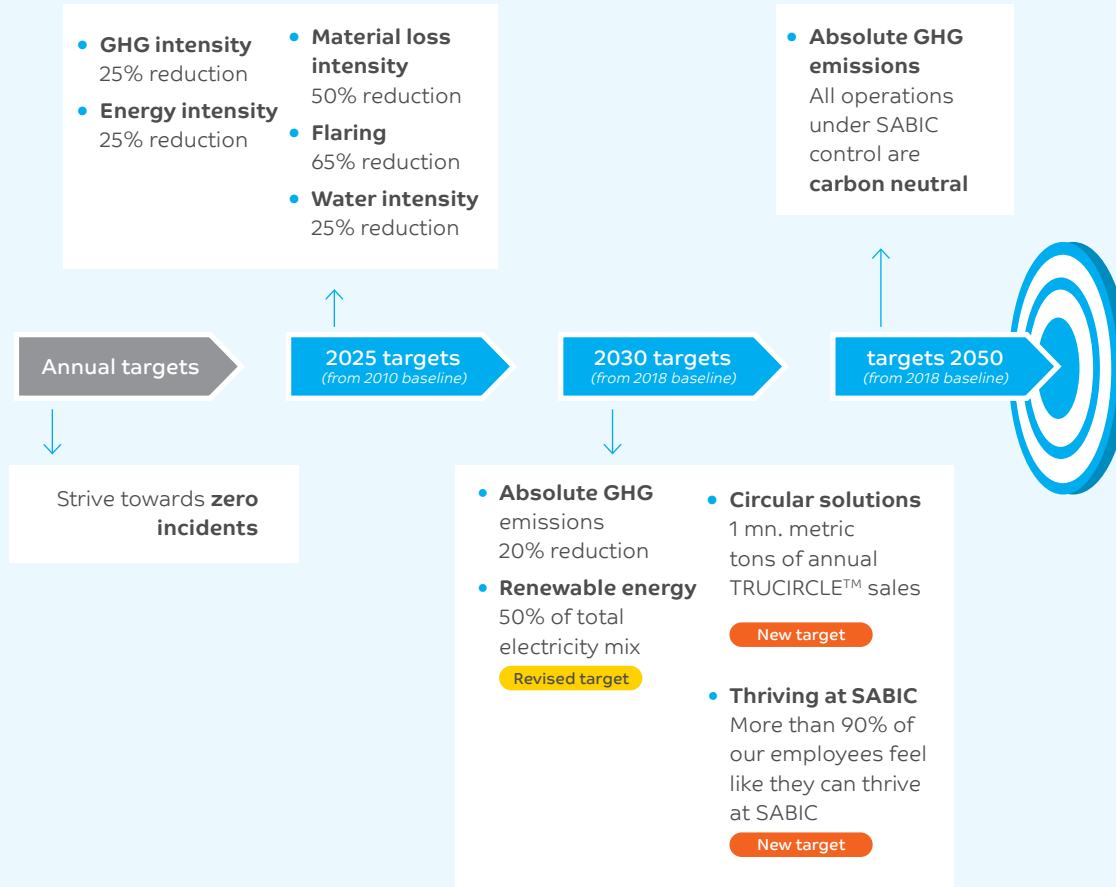 GHG intensity
25% reduction
Energy intensity
25% reduction
Material loss
intensity
50% reduction
Flaring
65% reduction
Water intensity
25% reduction
Absolute GHG
emissions
All operations
under SABIC
control are
carbon neutral
Annual targets
2025 targets
(from 2010 baseline)
2030 targets
(from 2018 baseline)
targets 2050
(from 2018 baseline)
Strive towards zero
incidents
Absolute GHG
emissions
20% reduction
Renewable energy
50% of total
electricity mix
Revised target
Circular solutions
1 mn. metric
tons of annual
TRUCIRCLE™ sales
New target
Thriving at SABIC
More than 90% of
our employees feel
like they can thrive
at SABIC
New target